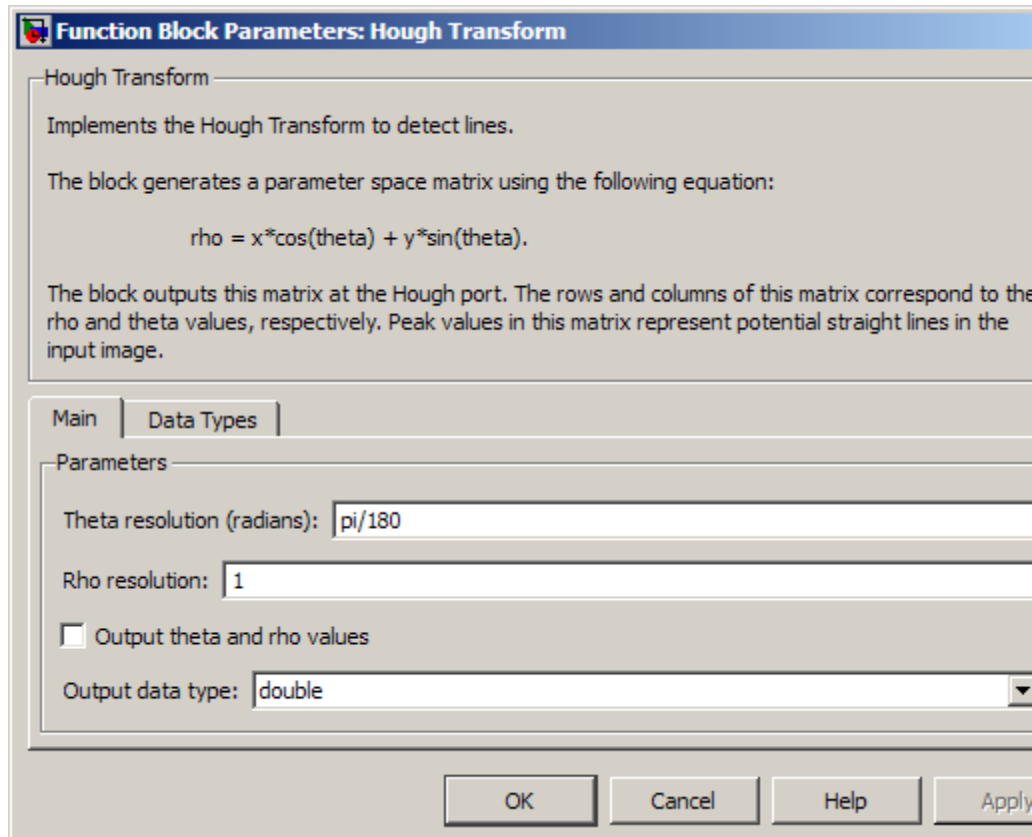 Function Block Parameters: Hough Transform
Hough Transform
Implements the Hough Transform to detect lines.
The block generates a parameter space matrix using the following equation:
rho = x*cos(theta) + y*sin(theta).
The block outputs this matrix at the Hough port. The rows and columns of this matrix correspond to the
rho and theta values, respectively. Peak values in this matrix represent potential straight lines in the
input image.
Main Data Types
Parameters
Theta resolution (radians): pi/180
Rho resolution: 1
Output theta and rho values
Output data type: double
OK Cancel Help Apply